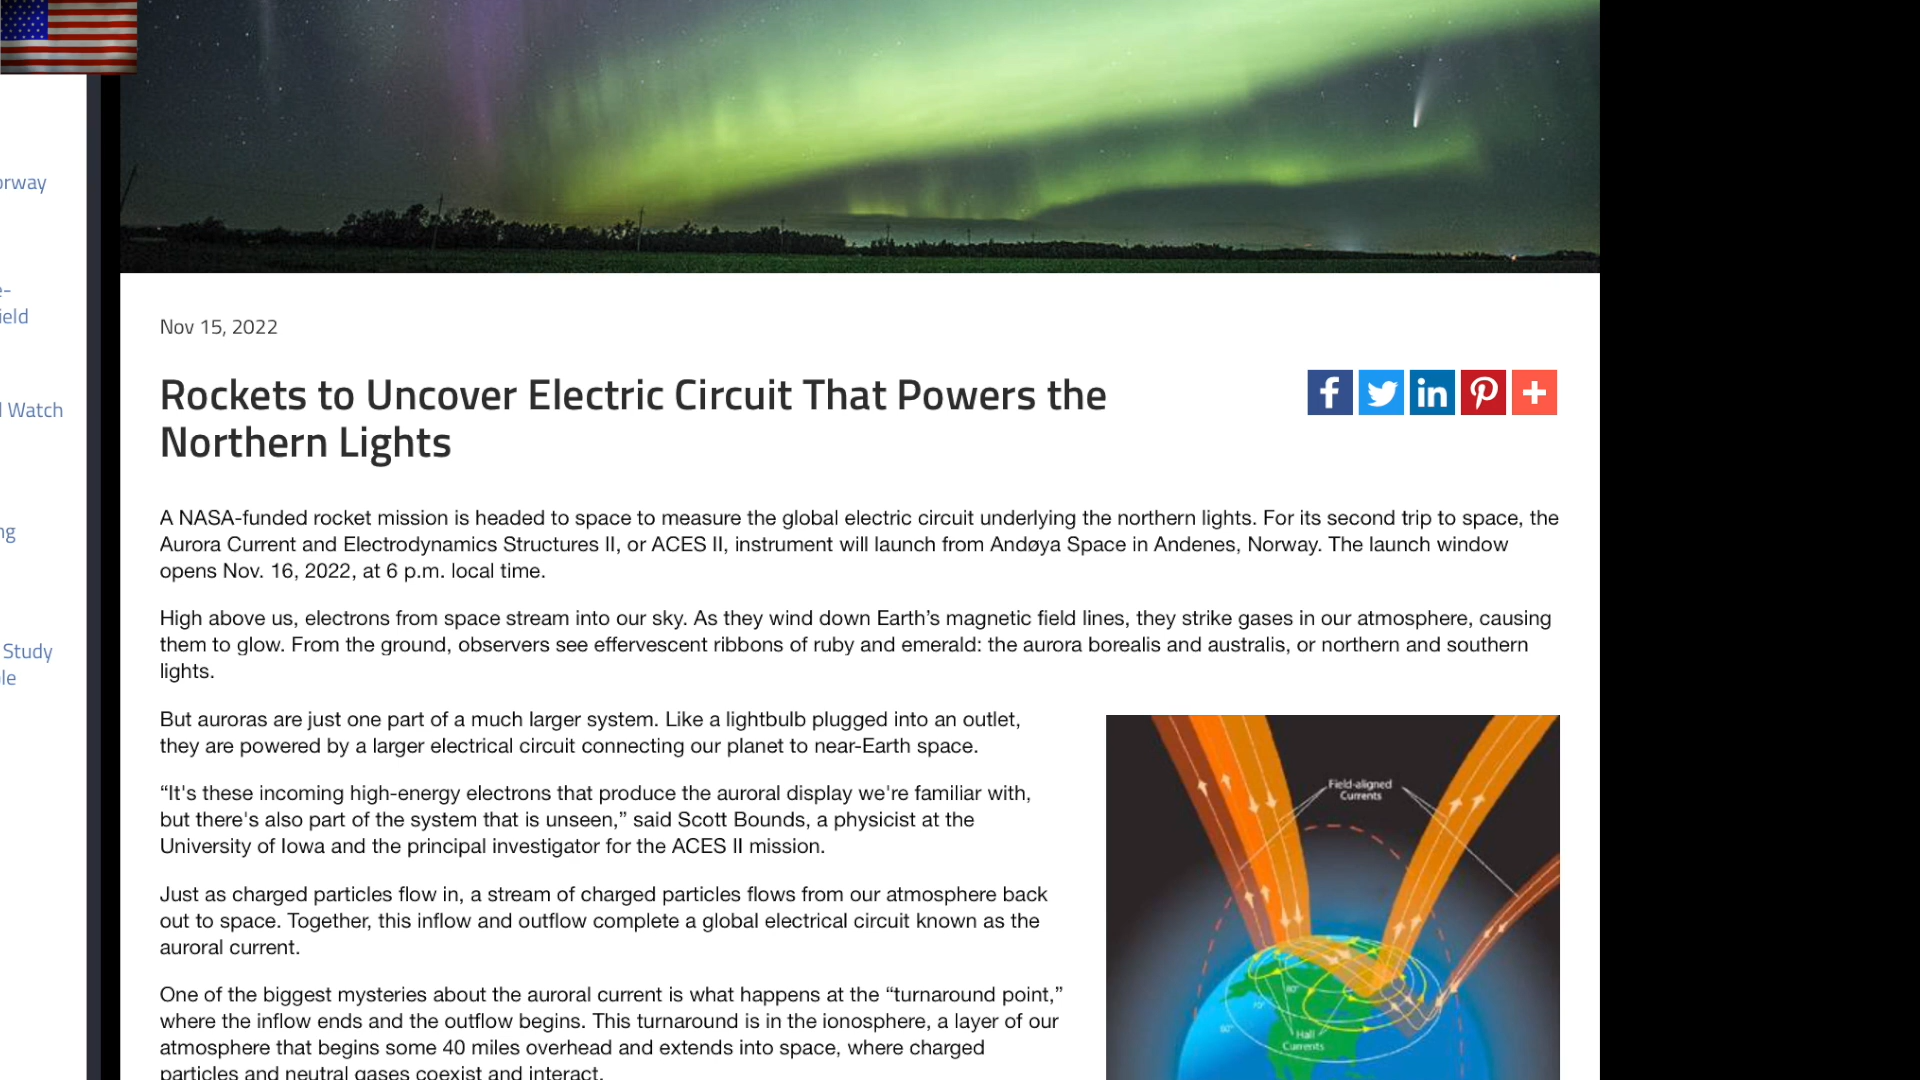 orway
e-
ield
l Watch
ng
Study
le
Nov 15, 2022
Rockets to Uncover Electric Circuit That Powers the
Northern Lights
A NASA-funded rocket mission is headed to space to measure the global electric circuit underlying the northern lights. For its second trip to space, the
Aurora Current and Electrodynamics Structures II, or ACES II, instrument will launch from Andøya Space in Andenes, Norway. The launch window
opens Nov. 16, 2022, at 6 p.m. local time.
High above us, electrons from space stream into our sky. As they wind down Earth’s magnetic field lines, they strike gases in our atmosphere, causing
them to glow. From the ground, observers see effervescent ribbons of ruby and emerald: the aurora borealis and australis, or northern and southern
lights.
But auroras are just one part of a much larger system. Like a lightbulb plugged into an outlet,
they are powered by a larger electrical circuit connecting our planet to near-Earth space.
“It's these incoming high-energy electrons that produce the auroral display we're familiar with,
but there's also part of the system that is unseen,” said Scott Bounds, a physicist at the
University of Iowa and the principal investigator for the ACES II mission.
Just as charged particles flow in, a stream of charged particles flows from our atmosphere back
out to space. Together, this inflow and outflow complete a global electrical circuit known as the
auroral current.
One of the biggest mysteries about the auroral current is what happens at the “turnaround point,”
where the inflow ends and the outflow begins. This turnaround is in the ionosphere, a layer of our
atmosphere that begins some 40 miles overhead and extends into space, where charged
particles and neutral gases coexist and interact.
Field-aligned
Currents
80°
70°
60°
Hall
Currents